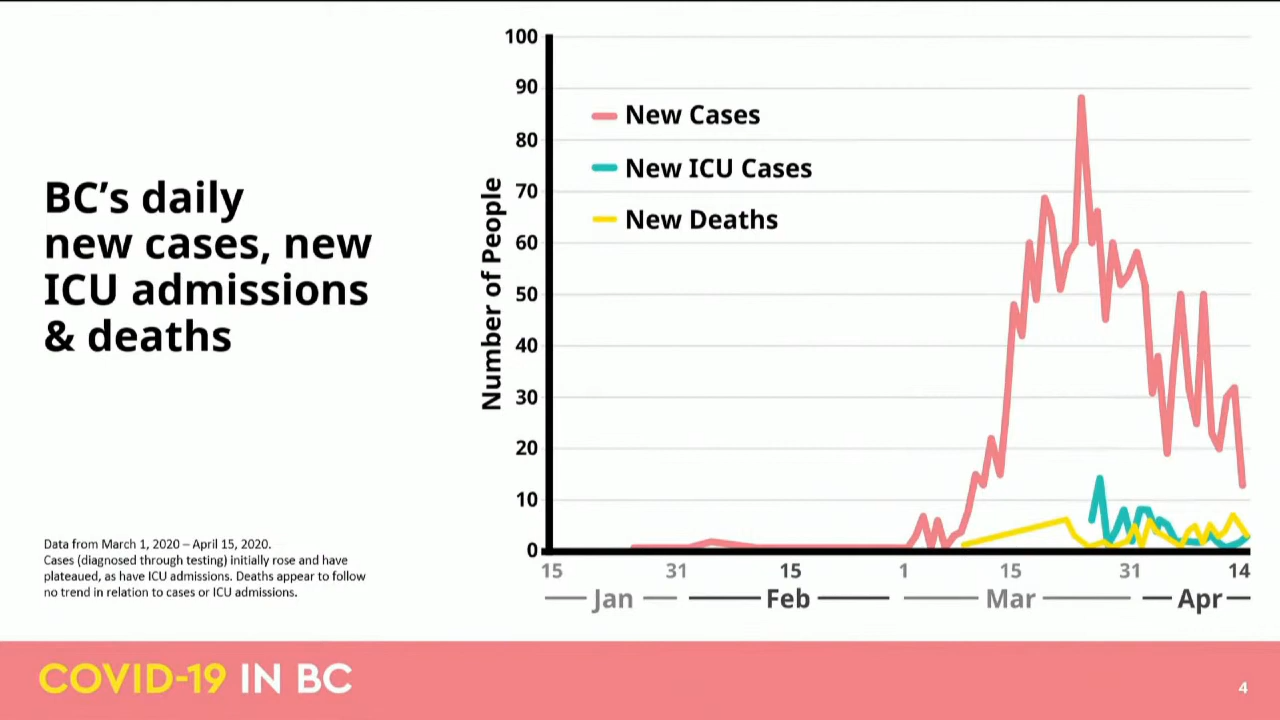 BC’s daily
new cases, new
ICU admissions
& deaths
Data from March 1, 2020 – April 15, 2020.
Cases (diagnosed through testing) initially rose and have
plateaued, as have ICU admissions. Deaths appear to follow
no trend in relation to cases or ICU admissions.
Number of People
100
90
80
70
60
50
40
30
20
10
0
New Cases
New ICU Cases
New Deaths
15 31 15 1 15 31 14
Jan Feb Mar Apr
COVID-19 IN BC
4